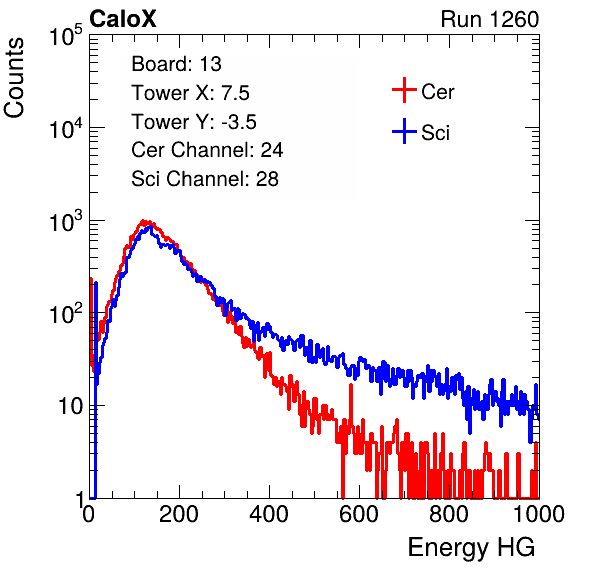 CaloX Run 1260
Counts
Board: 13
Tower X: 7.5
Tower Y: -3.5
Cer Channel: 24
Sci Channel: 28
Cer
Sci
10^5
10^4
10^3
10^2
10
1
0 200 400 600 800 1000
Energy HG